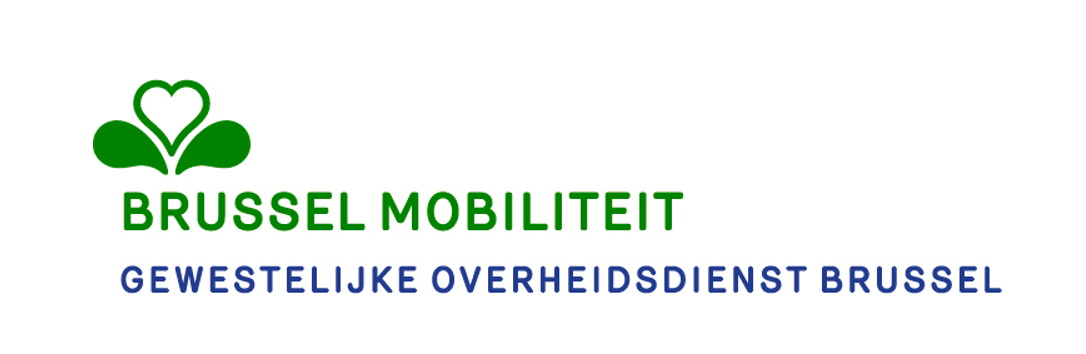 BRUSSEL MOBILITEIT
GEWESTELIJKE OVERHEIDSDIENST BRUSSEL